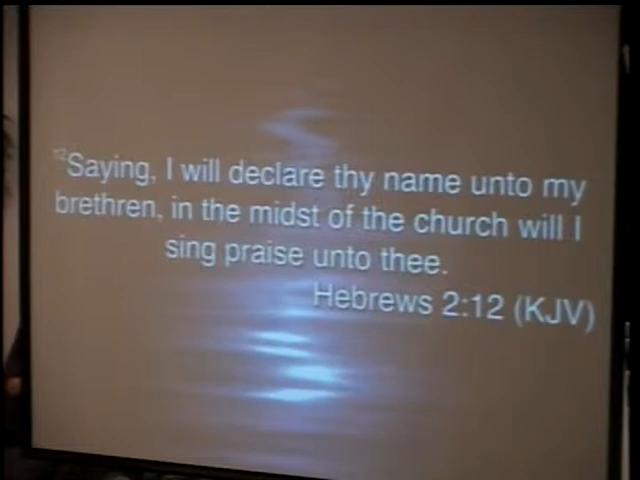 12Saying, I will declare thy name unto my
brethren, in the midst of the church will I
sing praise unto thee.
Hebrews 2:12 (KJV)